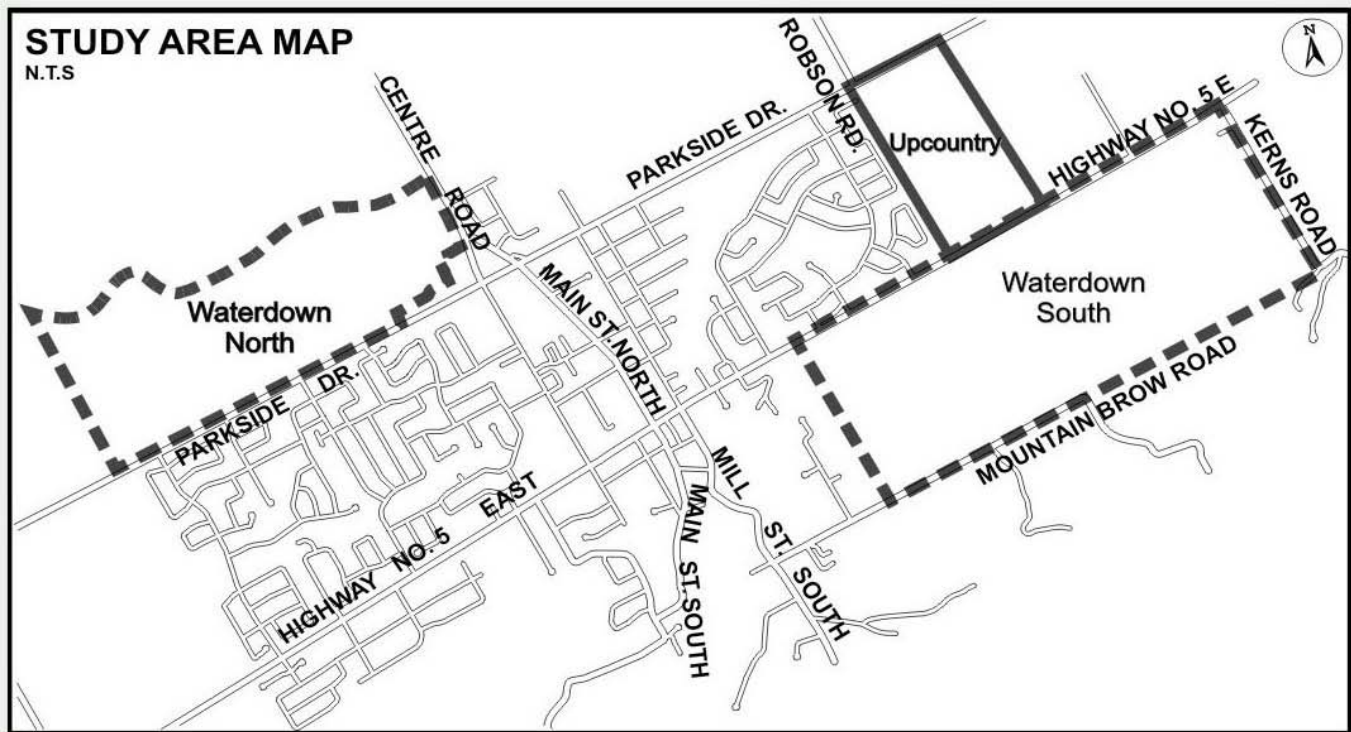 STUDY AREA MAP
N.T.S
N
CENTRE
ROAD
ROBSON RD.
PARKSIDE DR.
Upcountry
HIGHWAY NO. 5 E
KERNS ROAD
Waterdown
North
Waterdown
South
MAIN ST. NORTH
PARKSIDE DR.
MOUNTAIN BROW ROAD
HIGHWAY NO. 5 EAST
MILL ST. SOUTH
MAIN ST. SOUTH